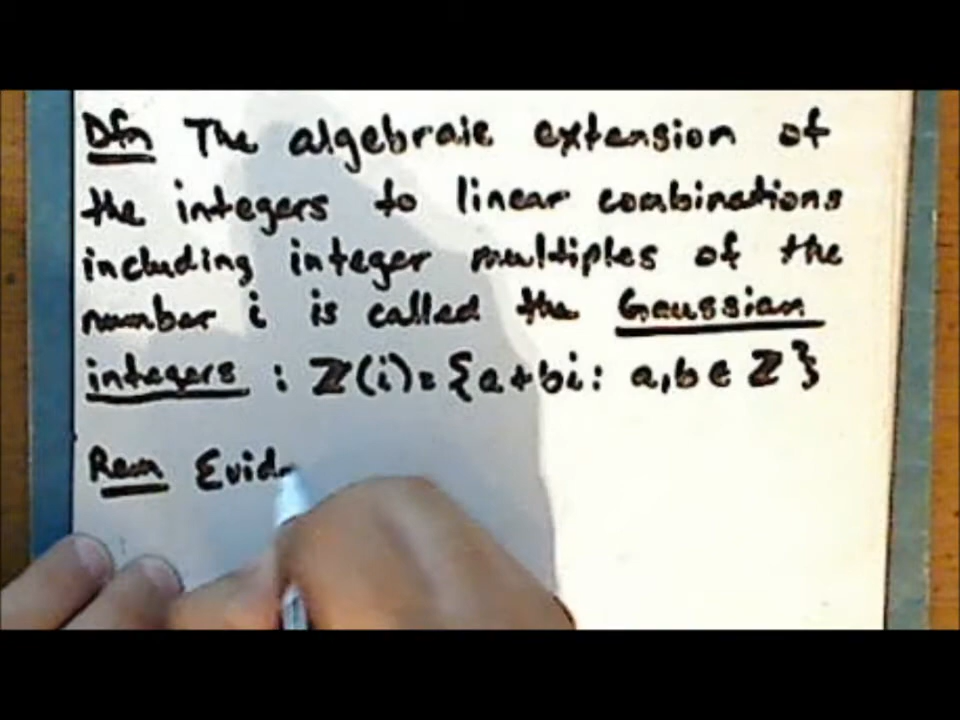 Dfn The algebraic extension of
the integers to linear combinations
including integer multiples of the
number i is called the Gaussian
integers : ℤ(i)= {a+bi: a,b ∈ ℤ}
Rem Evid